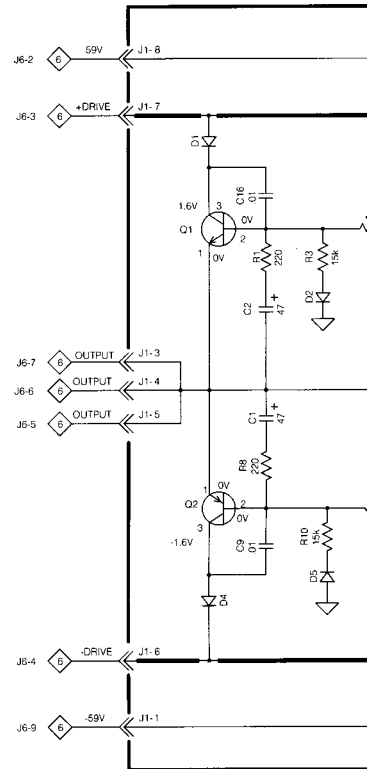 J6-2 6 59V J1-8
J6-3 6 +DRIVE J1-7
D1
C16
.01
1.6V 3 0V
Q1 2
1 0V
R1
220
R3
15k
D2
C2 +
47
J6-7 6 OUTPUT J1-3
J6-6 6 OUTPUT J1-4
J6-5 6 OUTPUT J1-5
C1 +
47
R8
220
1 0V
Q2 2
3 0V
-1.6V
C9
.01
R10
15k
D5
D4
J6-4 6 -DRIVE J1-6
J6-9 6 -59V J1-1